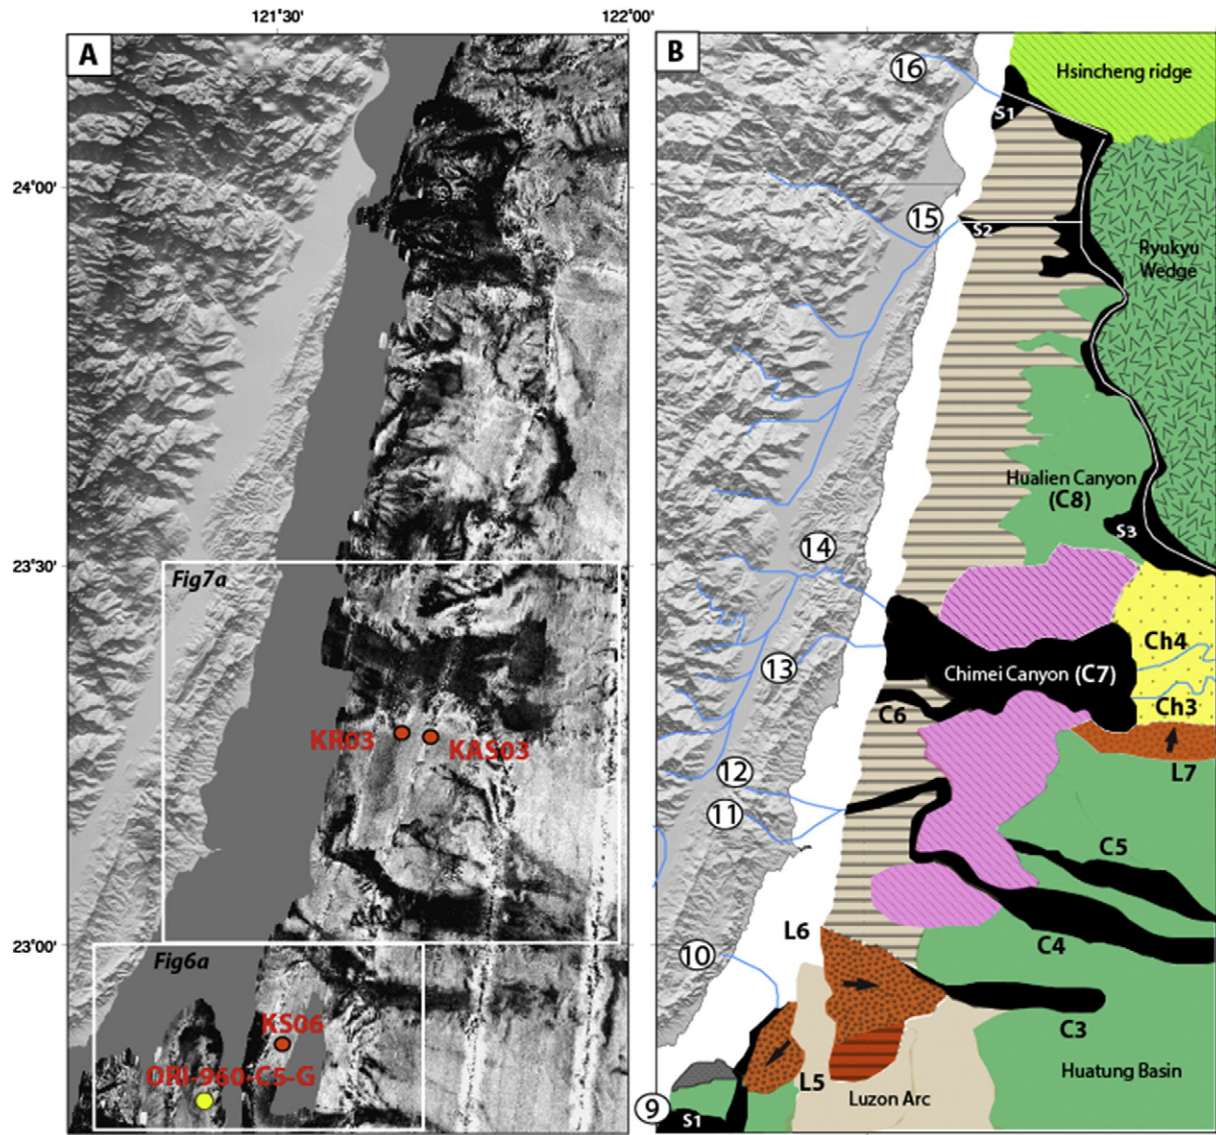 121˚30'
122˚00'
A
B
16
Hsincheng ridge
S1
24˚00'
15
S2
Ryukyu
Wedge
Hualien Canyon
(C8)
S3
14
23˚30'
Fig7a
Ch4
13
Chimei Canyon (C7)
Ch3
C6
KR03
KAS03
L7
12
11
C5
L6
C4
23˚00'
10
Fig6a
C3
KS06
ORI-960-C5-G
L5
Huatung Basin
Luzon Arc
9
S1